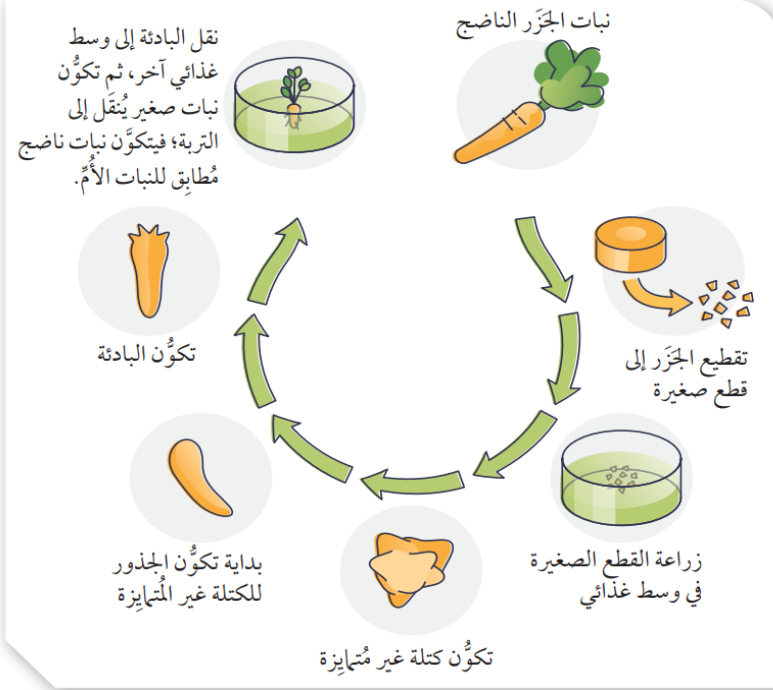 نبات الجَزَر الناضج
تقطيع الجَزَر إلى
قطع صغيرة
زراعة القطع الصغيرة
في وسط غذائي
تكوُّن كتلة غير مُتمايِزة
بداية تكوُّن الجذور
للكتلة غير المُتمايِزة
تكوُّن البادئة
نقل البادئة إلى وسط
غذائي آخر، ثم تكوُّن
نبات صغير يُنقَل إلى
التربة؛ فيتكوَّن نبات ناضج
مُطابِق للنبات الأُمِّ.